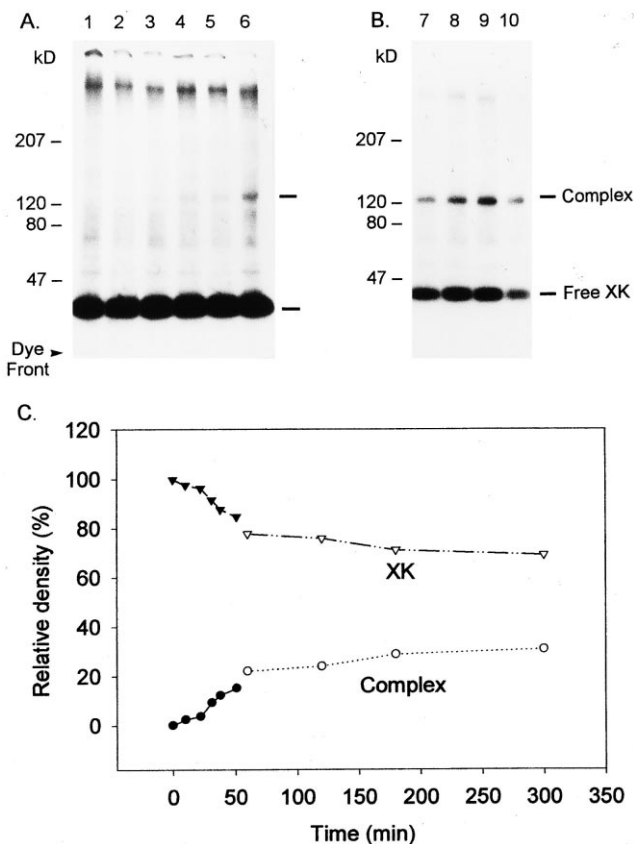 A.
1 2 3 4 5 6
kD
207
120
80
47
Dye
Front
B.
7 8 9 10
kD
207
120
80
47
Complex
Free XK
C.
Relative density (%)
120
100
80
60
40
20
0
XK
Complex
0 50 100 150 200 250 300 350
Time (min)